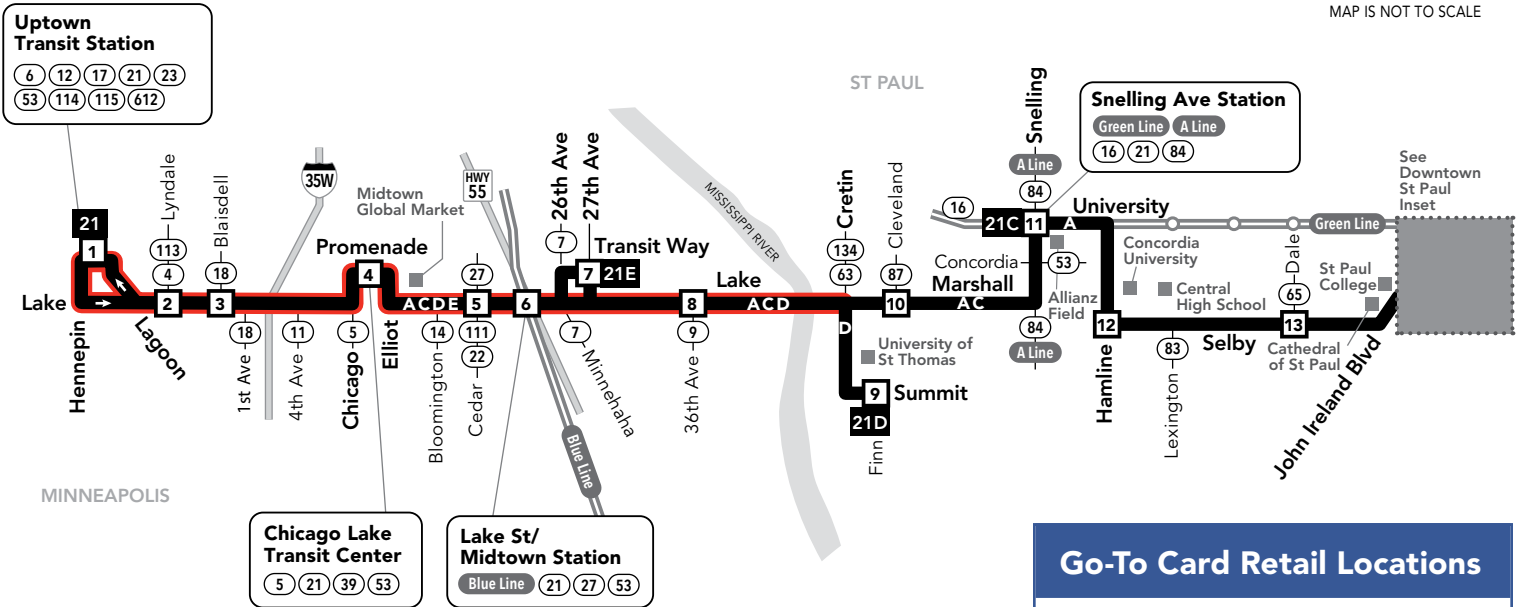 MAP IS NOT TO SCALE
Uptown
Transit Station
6 12 17 21 23
53 114 115 612
ST PAUL
Snelling
A Line
84
Snelling Ave Station
Green Line A Line
16 21 84
See
Downtown
St Paul
Inset
35W
Midtown
Global Market
HWY
55
26th Ave
27th Ave
7
MISSISSIPPI RIVER
Cretin
134
63
Cleveland
87
16
21C
11
A
University
Green Line
21
1
Lyndale
113
4
Blaisdell
18
Promenade
4
27
Transit Way
7
21E
Lake
Concordia
Marshall
53
Concordia
University
Central
High School
Dale
65
St Paul
College
Lake
2
3
ACDE
5
6
8
ACD
10
AC
Allianz
Field
Hennepin
Lagoon
18
1st Ave
11
4th Ave
5
Chicago
Elliot
14
Bloomington
111
22
Cedar
7
Minnehaha
9
36th Ave
D
University of
St Thomas
84
A Line
12
Hamline
83
Lexington
Selby
13
Cathedral
of St Paul
John Ireland Blvd
9
Summit
21D
Finn
Blue Line
MINNEAPOLIS
Chicago Lake
Transit Center
5 21 39 53
Lake St/
Midtown Station
Blue Line 21 27 53
Go-To Card Retail Locations